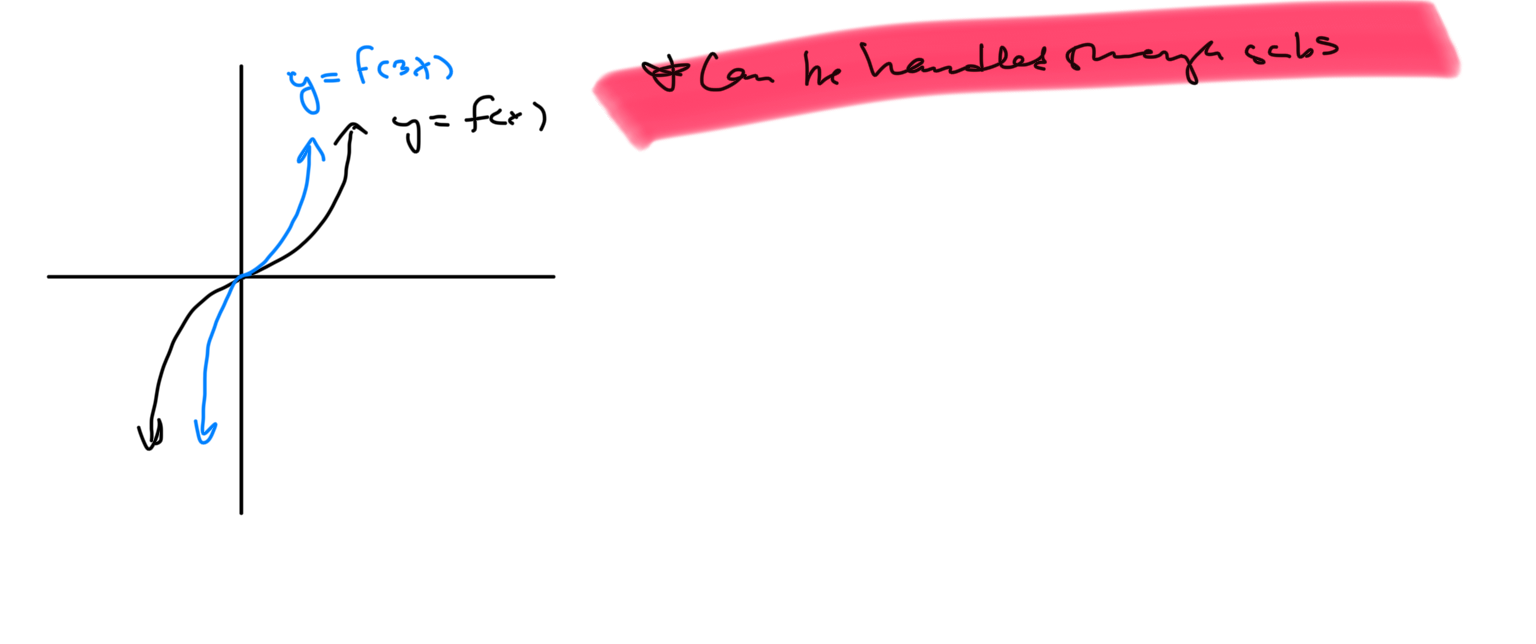 y = f(3x)
y = f(x)
* Can be handled through subs